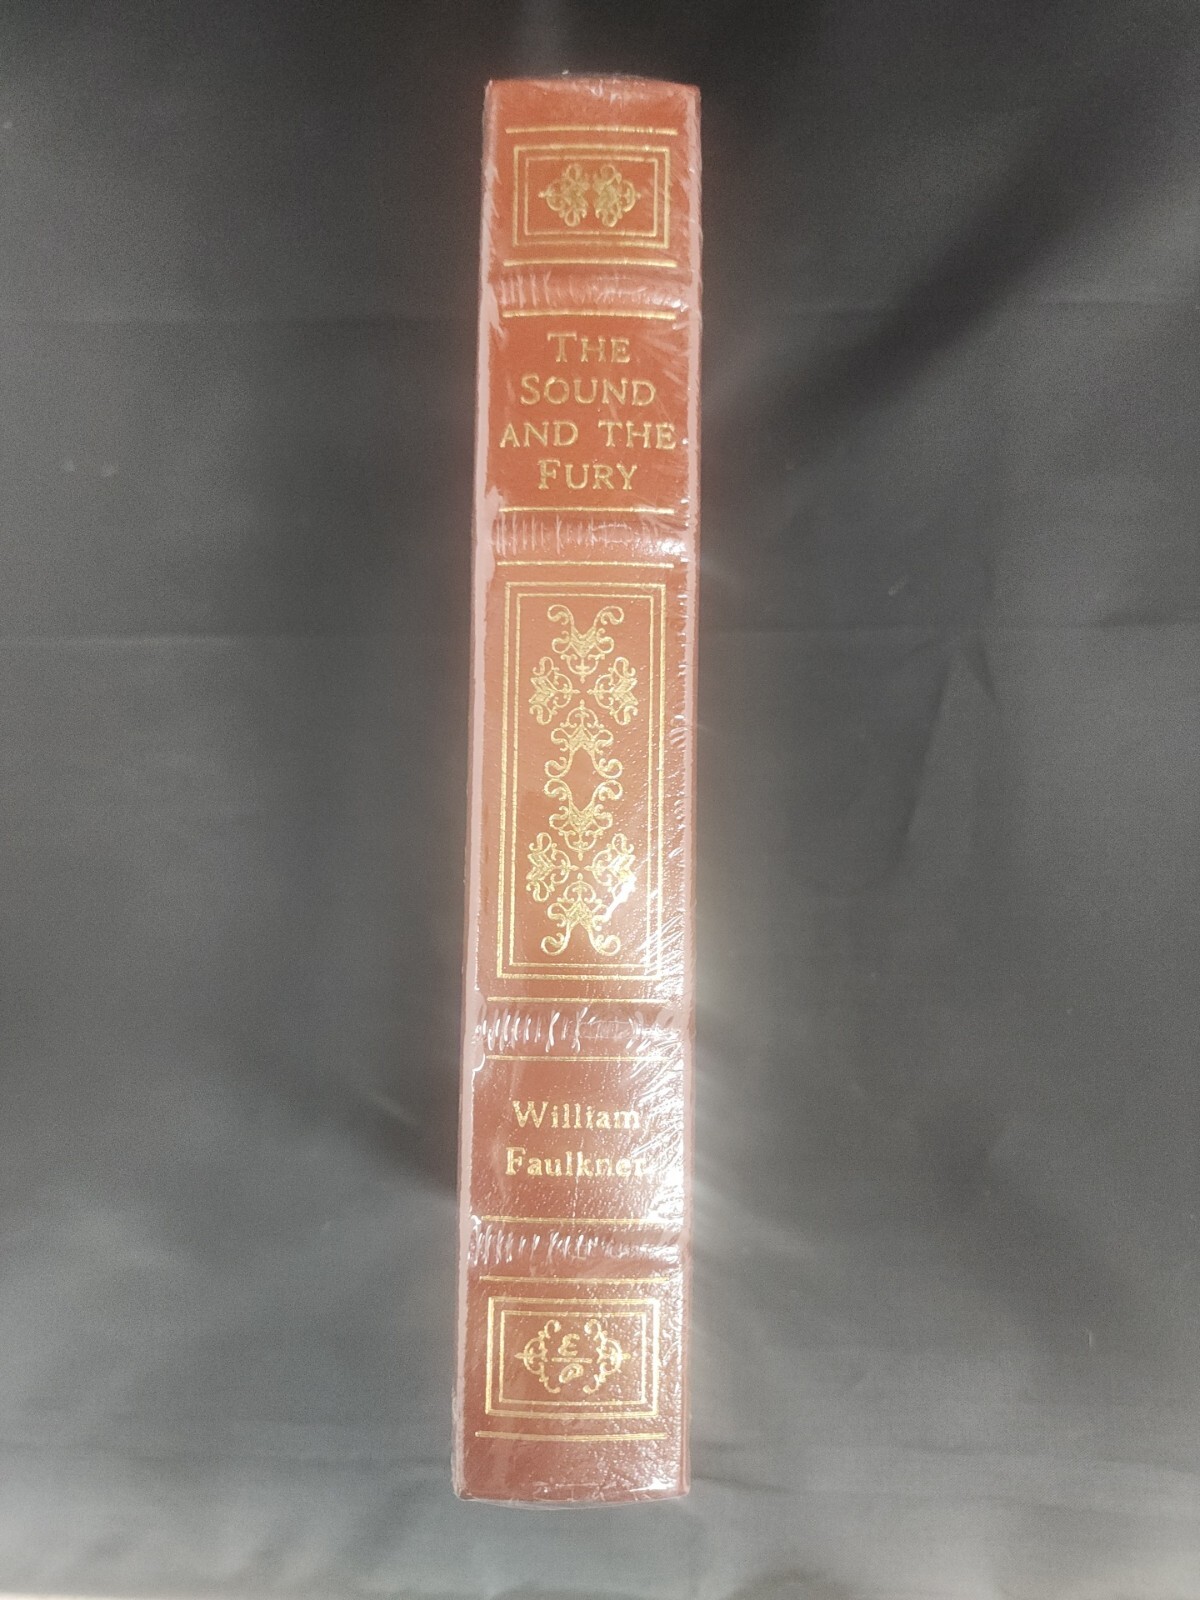 THE
SOUND
AND THE
FURY
William
Faulkner
E
P